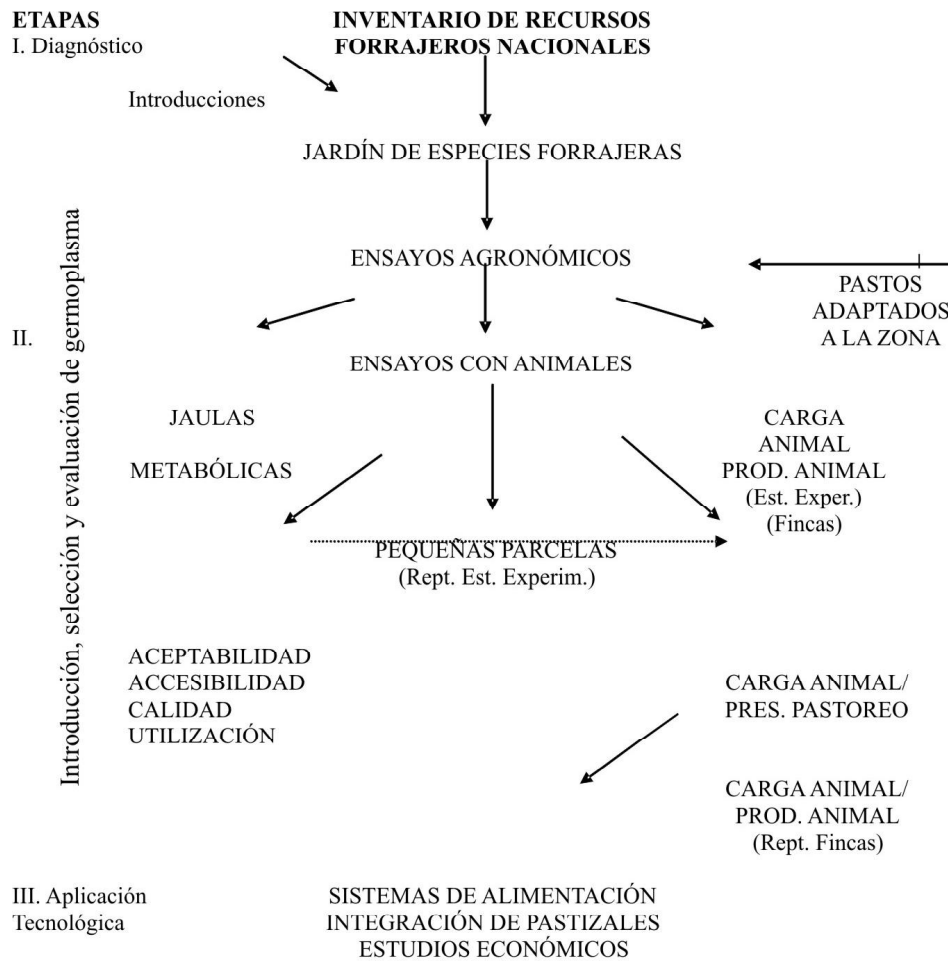 ETAPAS
INVENTARIO DE RECURSOS
I. Diagnóstico
FORRAJEROS NACIONALES
Introducciones
JARDÍN DE ESPECIES FORRAJERAS
ENSAYOS AGRONÓMICOS
PASTOS
ADAPTADOS
A LA ZONA
II.
Introducción, selección y evaluación de germoplasma
ENSAYOS CON ANIMALES
JAULAS
METABÓLICAS
CARGA
ANIMAL
PROD. ANIMAL
(Est. Exper.)
(Fincas)
PEQUEÑAS PARCELAS
(Rept. Est. Experim.)
ACEPTABILIDAD
ACCESIBILIDAD
CALIDAD
UTILIZACIÓN
CARGA ANIMAL/
PRES. PASTOREO
CARGA ANIMAL/
PROD. ANIMAL
(Rept. Fincas)
III. Aplicación
Tecnológica
SISTEMAS DE ALIMENTACIÓN
INTEGRACIÓN DE PASTIZALES
ESTUDIOS ECONÓMICOS